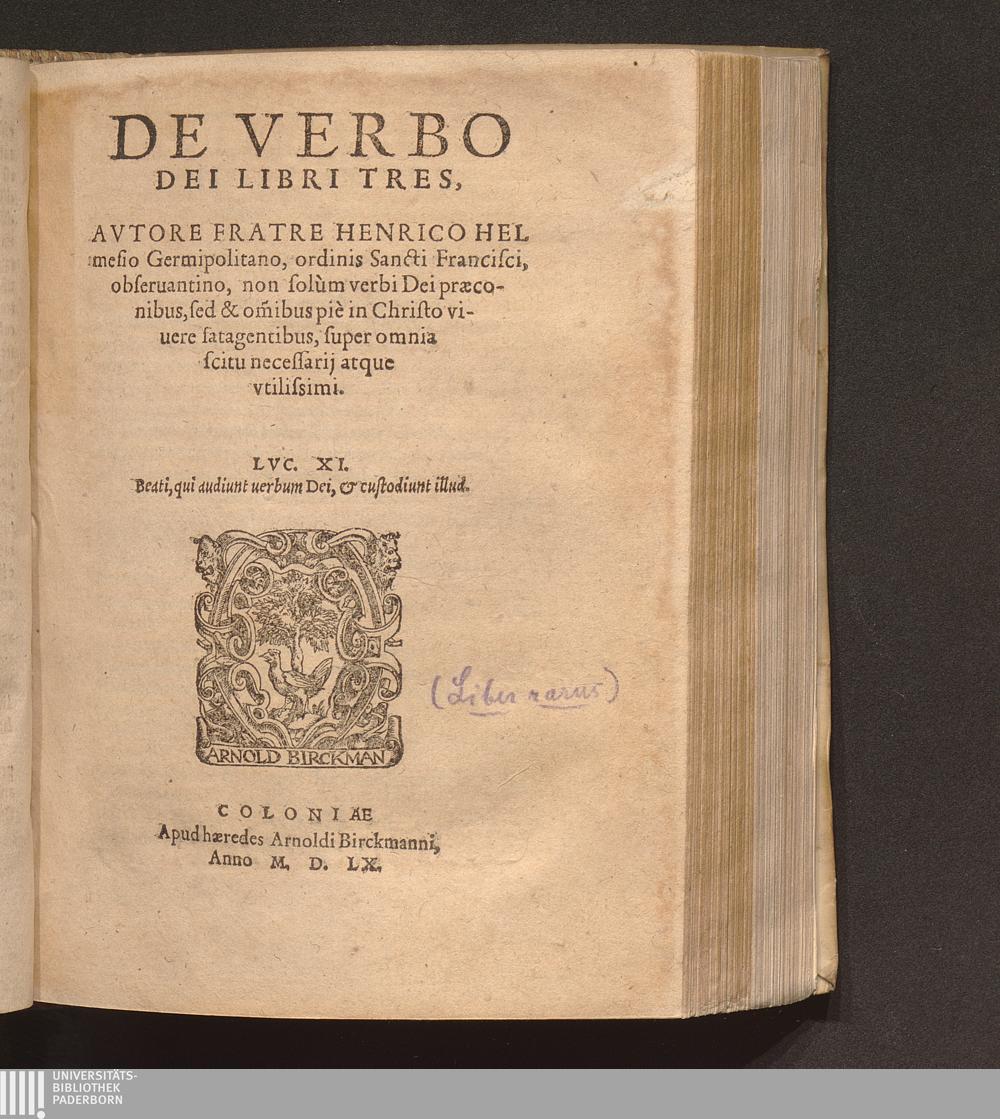 DE VERBO
DEI LIBRI TRES,
AVTORE FRATRE HENRICO HEL
mesio Germipolitano, ordinis Sancti Franciſci,
obſeruantino, non ſolùm verbi Dei præco-
nibus, ſed & om̄ibus piè in Chriſto vi-
uere ſatagentibus, ſuper omnia
ſcitu neceſſarij atque
vtiliſsimi.
LVC. XI.
Beati, qui audiunt uerbum Dei, & cuſtodiunt illud.
ARNOLD BIRCKMAN
(Liber rarus)
COLONIAE
Apud hæredes Arnoldi Birckmanni,
Anno M. D. LX.
UNIVERSITÄTS-
BIBLIOTHEK
PADERBORN